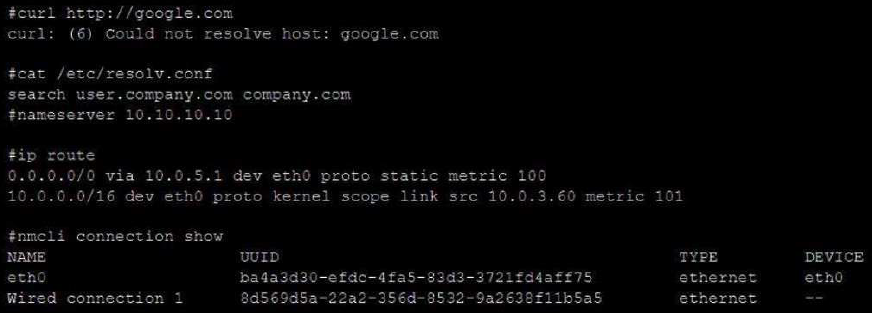 #curl http://google.com
curl: (6) Could not resolve host: google.com
#cat /etc/resolv.conf
search user.company.com company.com
#nameserver 10.10.10.10
#ip route
0.0.0.0/0 via 10.0.5.1 dev eth0 proto static metric 100
10.0.0.0/16 dev eth0 proto kernel scope link src 10.0.3.60 metric 101
#nmcli connection show
NAME UUID TYPE DEVICE
eth0 ba4a3d30-efdc-4fa5-83d3-3721fd4aff75 ethernet eth0
Wired connection 1 8d569d5a-22a2-356d-8532-9a2638f11b5a5 ethernet --